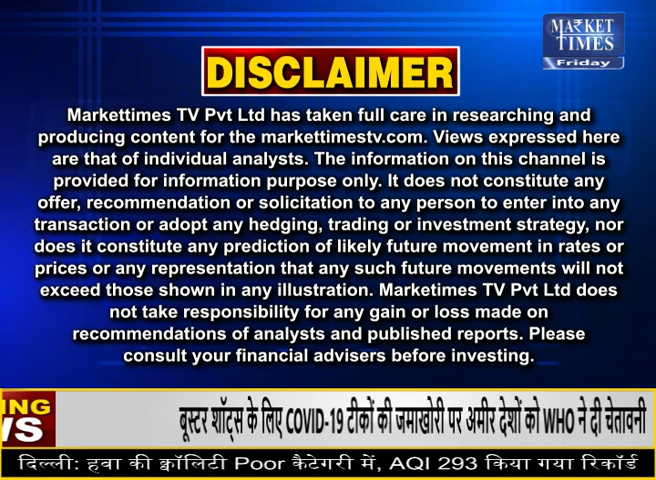 MARKET
TIMES
Friday
DISCLAIMER
Markettimes TV Pvt Ltd has taken full care in researching and
producing content for the markettimestv.com. Views expressed here
are that of individual analysts. The information on this channel is
provided for information purpose only. It does not constitute any
offer, recommendation or solicitation to any person to enter into any
transaction or adopt any hedging, trading or investment strategy, nor
does it constitute any prediction of likely future movement in rates or
prices or any representation that any such future movements will not
exceed those shown in any illustration. Marketimes TV Pvt Ltd does
not take responsibility for any gain or loss made on
recommendations of analysts and published reports. Please
consult your financial advisers before investing.
ING
WS
बूस्टर शॉट्स के लिए COVID-19 टीकों की जमाखोरी पर अमीर देशों को WHO ने दी चेतावनी
दिल्ली: हवा की क्वॉलिटी Poor कैटेगरी में, AQI 293 किया गया रिकॉर्ड